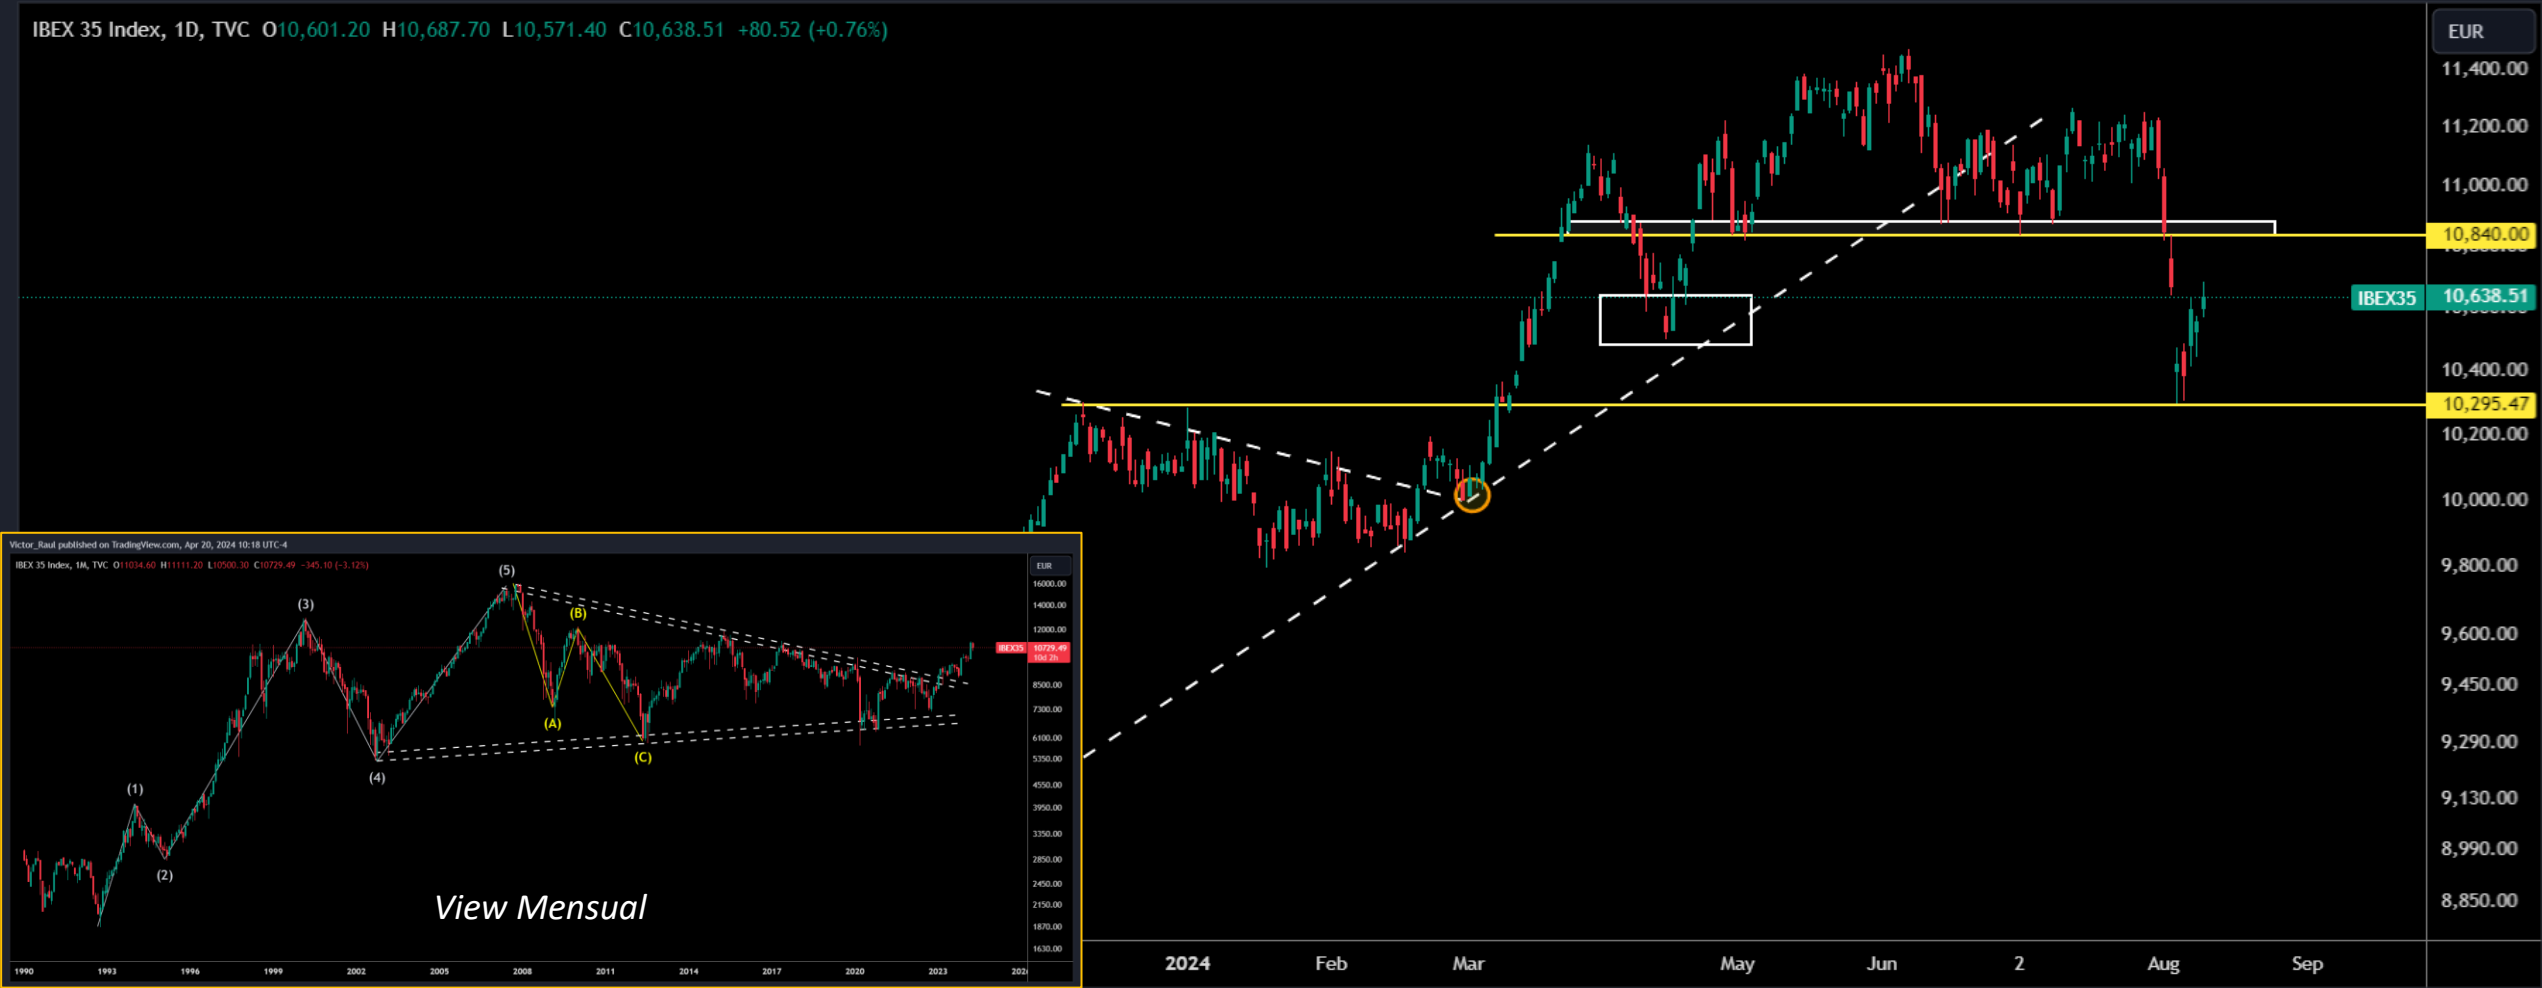 IBEX 35 Index, 1D, TVC O10,601.20 H10,687.70 L10,571.40 C10,638.51 +80.52 (+0.76%)
EUR
11,400.00
11,200.00
11,000.00
10,840.00
IBEX35 10,638.51
10,400.00
10,295.47
10,200.00
10,000.00
9,800.00
9,600.00
9,450.00
9,290.00
9,130.00
8,990.00
8,850.00
2024 Feb Mar May Jun 2 Aug Sep
Victor_Raul published on TradingView.com, Apr 20, 2024 10:18 UTC-4
IBEX 35 Index, 1M, TVC O11034.60 H11111.20 L10500.30 C10729.49 −345.10 (−3.12%)
EUR
16000.00
14000.00
12000.00
IBEX35 10729.49
10d 2h
8500.00
7300.00
6100.00
5350.00
4550.00
3950.00
3350.00
2850.00
2450.00
2150.00
1870.00
1630.00
(5)
(3)
(B)
(A)
(C)
(4)
(1)
(2)
View Mensual
1990 1993 1996 1999 2002 2005 2008 2011 2014 2017 2020 2023